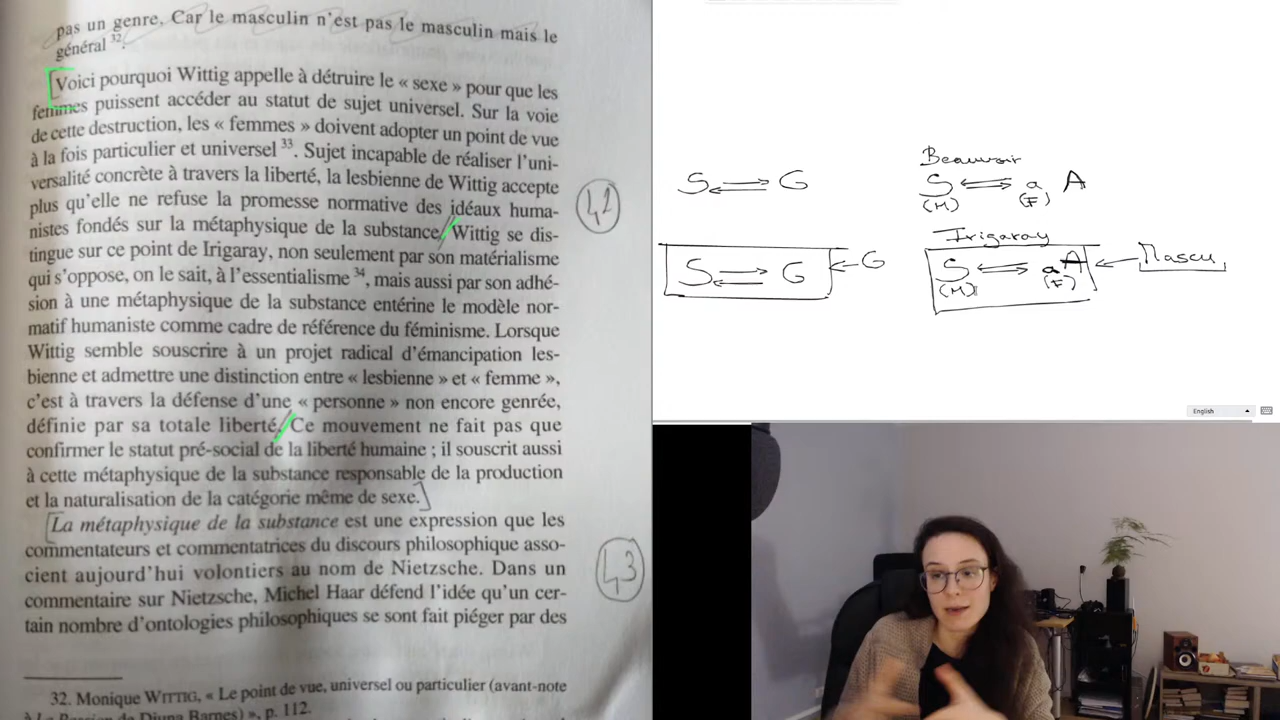 pas un genre. Car le masculin n'est pas le masculin mais le
général 32.
Voici pourquoi Wittig appelle à détruire le « sexe » pour que les
femmes puissent accéder au statut de sujet universel. Sur la voie
de cette destruction, les « femmes » doivent adopter un point de vue
à la fois particulier et universel 33. Sujet incapable de réaliser l'uni-
versalité concrète à travers la liberté, la lesbienne de Wittig accepte
plus qu'elle ne refuse la promesse normative des idéaux huma-
nistes fondés sur la métaphysique de la substance. Wittig se dis-
tingue sur ce point de Irigaray, non seulement par son matérialisme
qui s'oppose, on le sait, à l'essentialisme 34, mais aussi par son adhé-
sion à une métaphysique de la substance entérine le modèle nor-
matif humaniste comme cadre de référence du féminisme. Lorsque
Wittig semble souscrire à un projet radical d'émancipation les-
bienne et admettre une distinction entre « lesbienne » et « femme »,
c'est à travers la défense d'une « personne » non encore genrée,
définie par sa totale liberté. Ce mouvement ne fait pas que
confirmer le statut pré-social de la liberté humaine ; il souscrit aussi
à cette métaphysique de la substance responsable de la production
et la naturalisation de la catégorie même de sexe.
La métaphysique de la substance est une expression que les
commentateurs et commentatrices du discours philosophique asso-
cient aujourd'hui volontiers au nom de Nietzsche. Dans un
commentaire sur Nietzsche, Michel Haar défend l'idée qu'un cer-
tain nombre d'ontologies philosophiques se sont fait piéger par des
32. Monique WITTIG, « Le point de vue, universel ou particulier (avant-note
à La Passion de Djuna Barnes) », p. 112.
42
43
S ⇄ G
S ⇄ G ← G
Beauvoir
S ⇄ a, A
(M) (F)
Irigaray
S ⇄ a A ← Mascu
(M) (F)
English